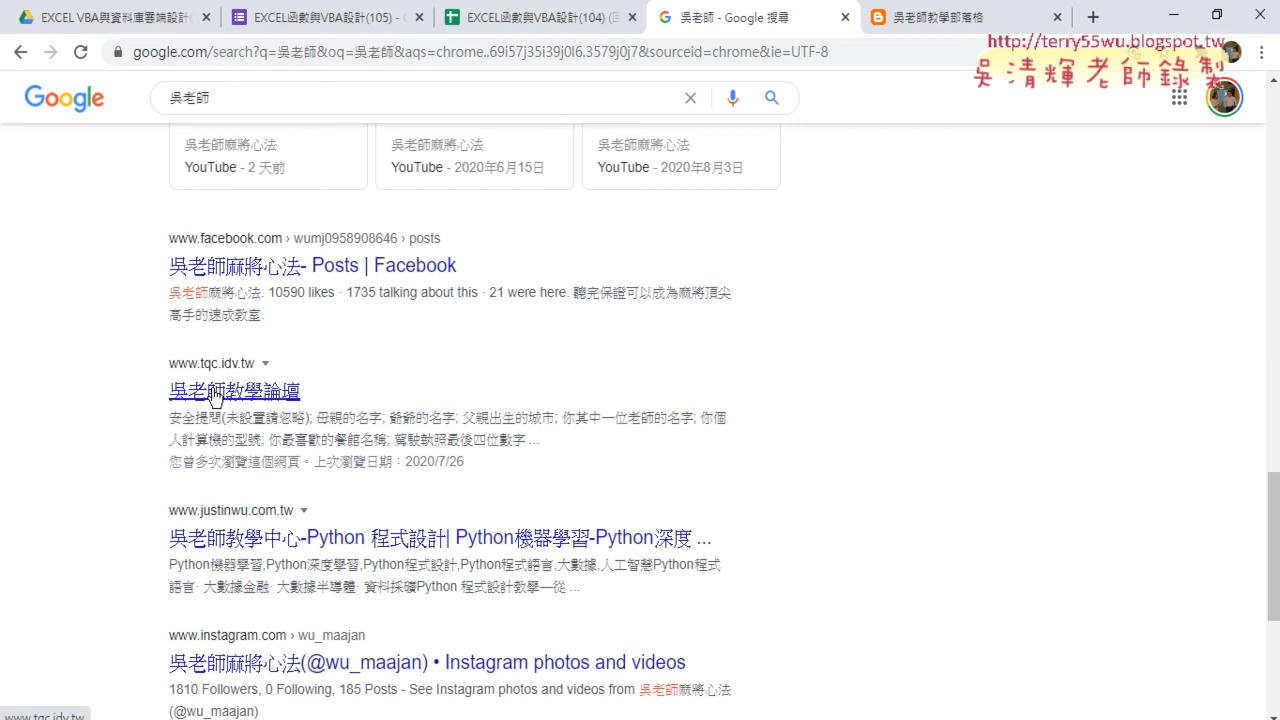 EXCEL VBA與資料庫雲端設計
EXCEL函數與VBA設計(105) - G
EXCEL函數與VBA設計(104) (回
吳老師 - Google 搜尋
吳老師教學部落格
google.com/search?q=吳老師&oq=吳老師&aqs=chrome..69i57j35i39j0l6.3579j0j7&sourceid=chrome&ie=UTF-8
http://terry55wu.blogspot.tw
吳清輝老師錄製
Google
吳老師
吳老師麻將心法
YouTube - 2 天前
吳老師麻將心法
YouTube - 2020年6月15日
吳老師麻將心法
YouTube - 2020年8月3日
www.facebook.com › wumj0958908646 › posts
吳老師麻將心法- Posts | Facebook
吳老師麻將心法. 10590 likes · 1735 talking about this · 21 were here. 聽完保證可以成為麻將頂尖
高手的速成教室.
www.tqc.idv.tw
吳老師教學論壇
安全提問(未設置請忽略); 母親的名字; 爺爺的名字; 父親出生的城市; 你其中一位老師的名字; 你個
人計算機的型號; 你最喜歡的餐館名稱; 駕駛執照最後四位數字 ...
您曾多次瀏覽這個網頁。上次瀏覽日期：2020/7/26
www.justinwu.com.tw
吳老師教學中心-Python 程式設計| Python機器學習-Python深度 ...
Python機器學習,Python深度學習,Python程式設計,Python程式語言,大數據,人工智慧Python程式
語言· 大數據金融· 大數據半導體· 資料採礦Python 程式設計教學—從 ...
www.instagram.com › wu_maajan
吳老師麻將心法(@wu_maajan) • Instagram photos and videos
1810 Followers, 0 Following, 185 Posts - See Instagram photos and videos from 吳老師麻將心法
(@wu_maajan)
www.tqc.idv.tw